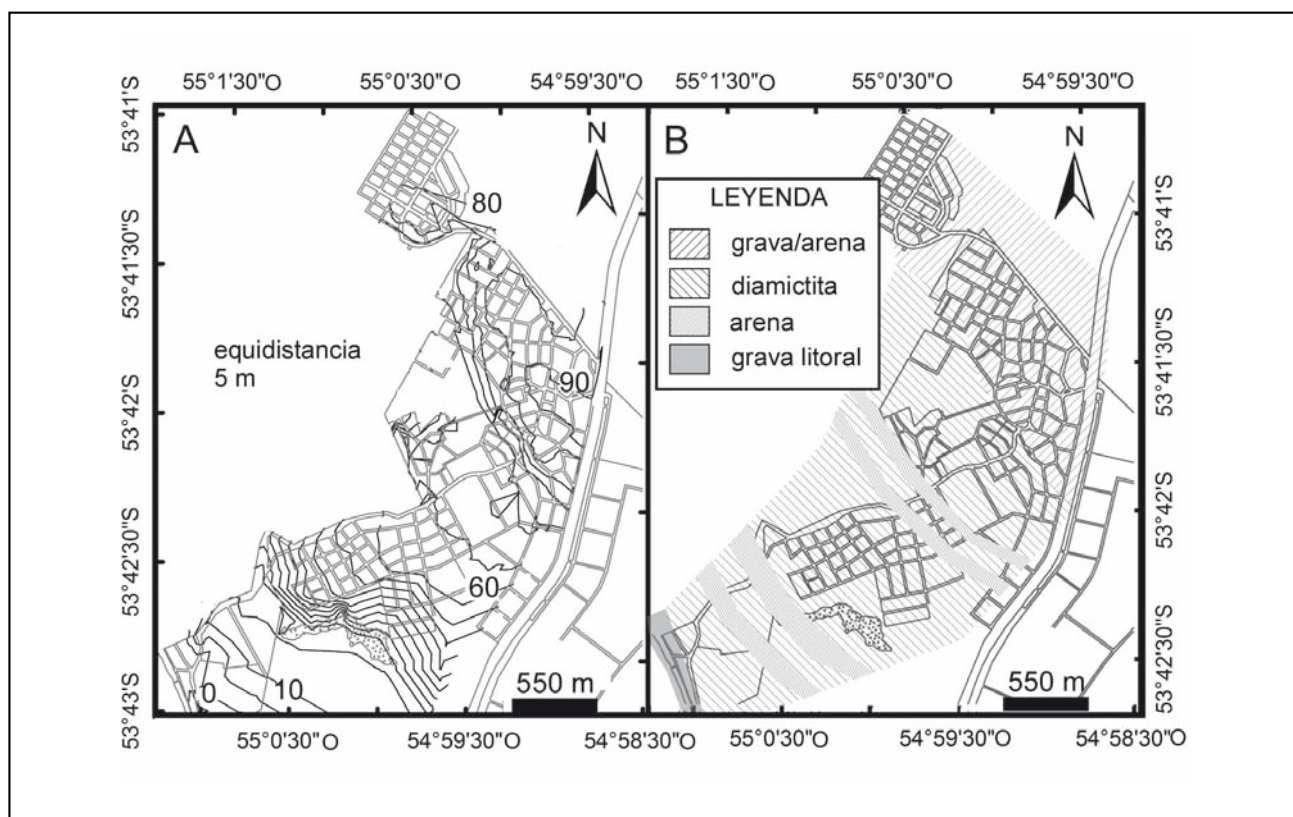 55°1'30"O 55°0'30"O 54°59'30"O
55°1'30"O 55°0'30"O 54°59'30"O
53°41'S
53°41'30"S
53°42'S
53°42'30"S
53°43'S
A
N
80
equidistancia
5 m
90
60
0
10
550 m
55°0'30"O 54°59'30"O 54°58'30"O
B
N
LEYENDA
grava/arena
diamictita
arena
grava litoral
550 m
53°41'S
53°41'30"S
53°42'S
53°42'30"S
55°0'30"O 54°59'30"O 54°58'30"O